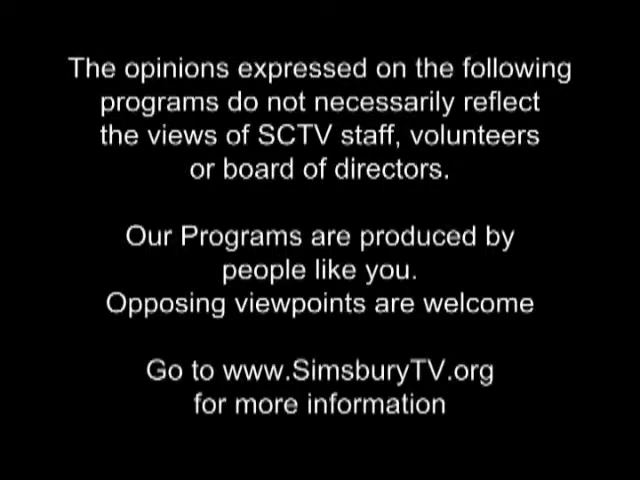 The opinions expressed on the following
programs do not necessarily reflect
the views of SCTV staff, volunteers
or board of directors.
Our Programs are produced by
people like you.
Opposing viewpoints are welcome
Go to www.SimsburyTV.org
for more information